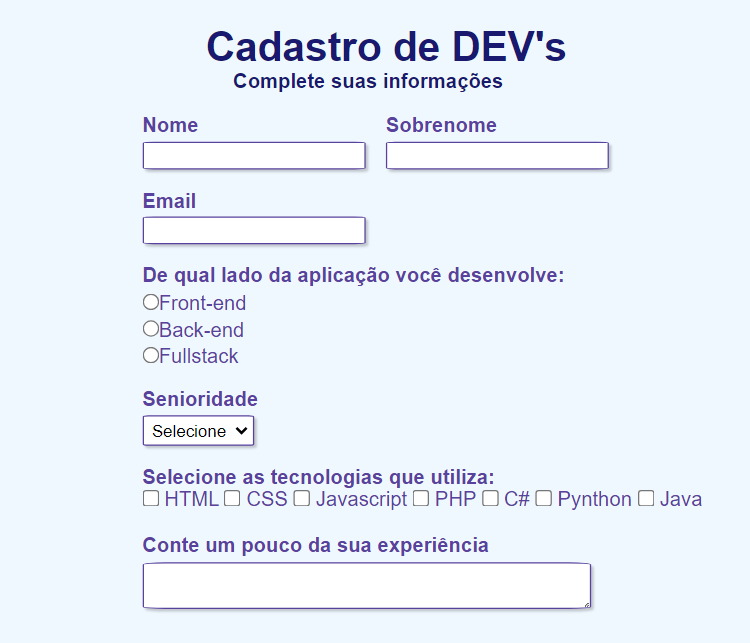 Cadastro de DEV's
Complete suas informações
Nome Sobrenome
Email
De qual lado da aplicação você desenvolve:
Front-end
Back-end
Fullstack
Senioridade
Selecione
Selecione as tecnologias que utiliza:
HTML CSS Javascript PHP C# Pynthon Java
Conte um pouco da sua experiência